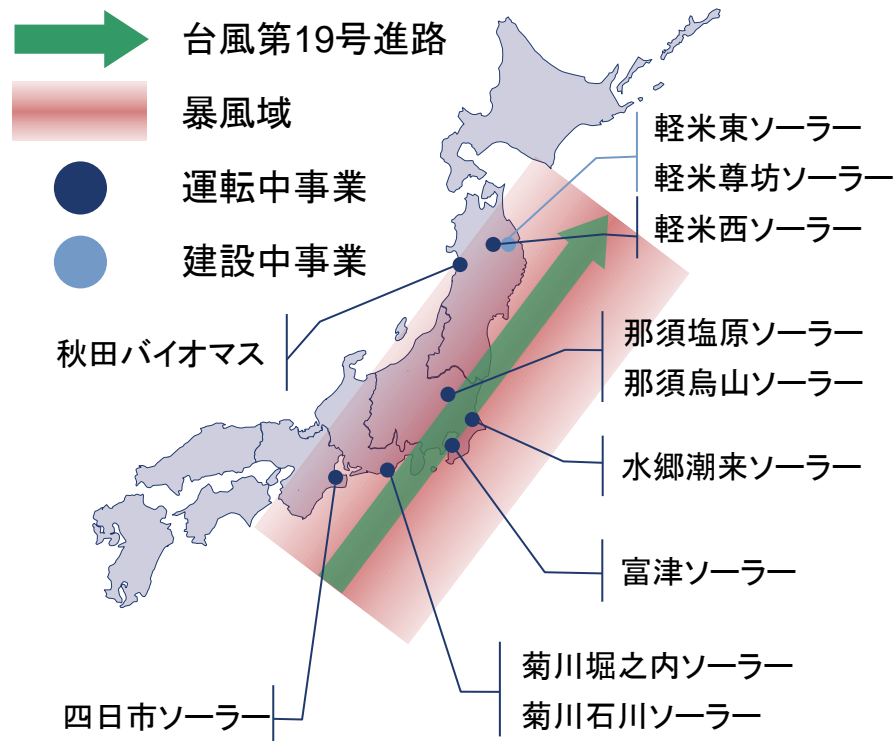 台風第19号進路
暴風域
運転中事業
建設中事業
軽米東ソーラー
軽米尊坊ソーラー
軽米西ソーラー
秋田バイオマス
那須塩原ソーラー
那須烏山ソーラー
水郷潮来ソーラー
富津ソーラー
菊川堀之内ソーラー
菊川石川ソーラー
四日市ソーラー